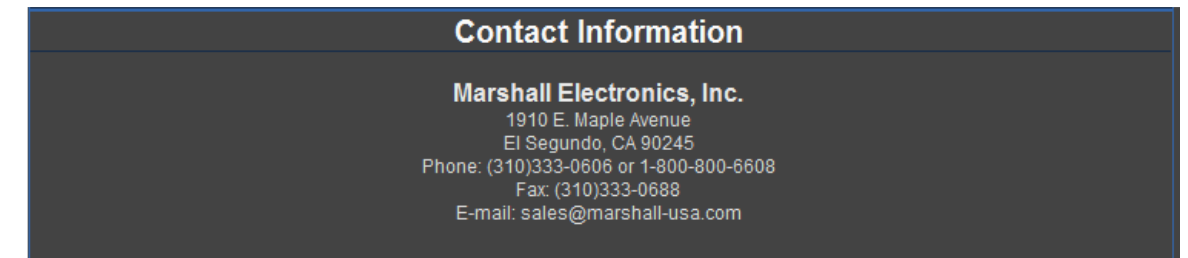 Contact Information
Marshall Electronics, Inc.
1910 E. Maple Avenue
El Segundo, CA 90245
Phone: (310)333-0606 or 1-800-800-6608
Fax: (310)333-0688
E-mail: sales@marshall-usa.com